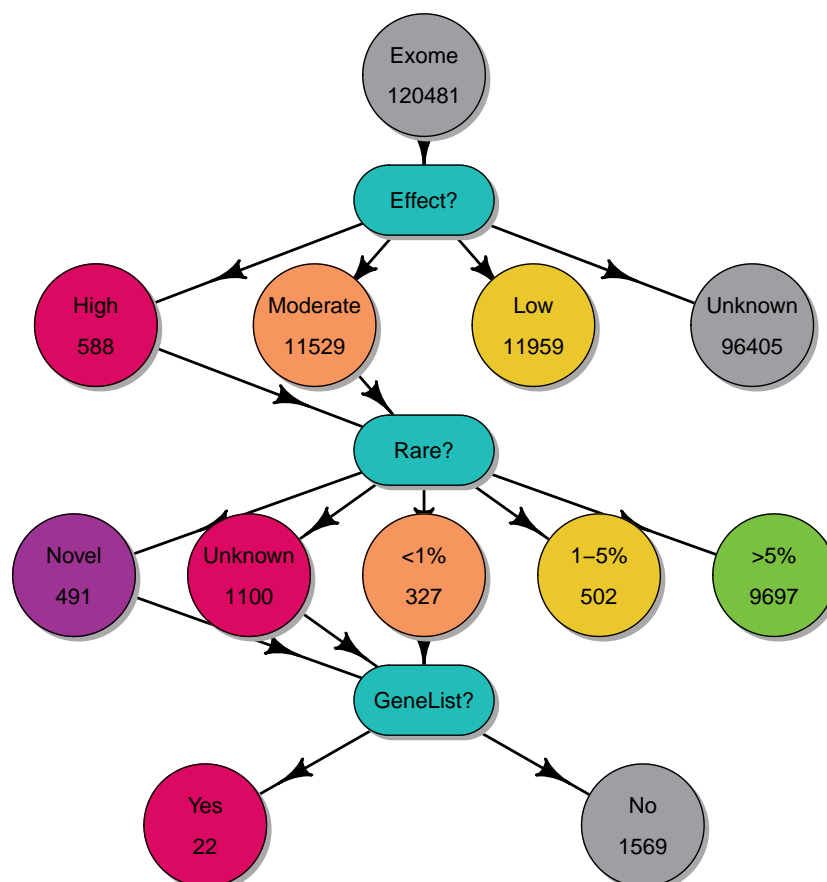 Exome
120481
Effect?
High
588
Moderate
11529
Low
11959
Unknown
96405
Rare?
Novel
491
Unknown
1100
<1%
327
1–5%
502
>5%
9697
GeneList?
Yes
22
No
1569